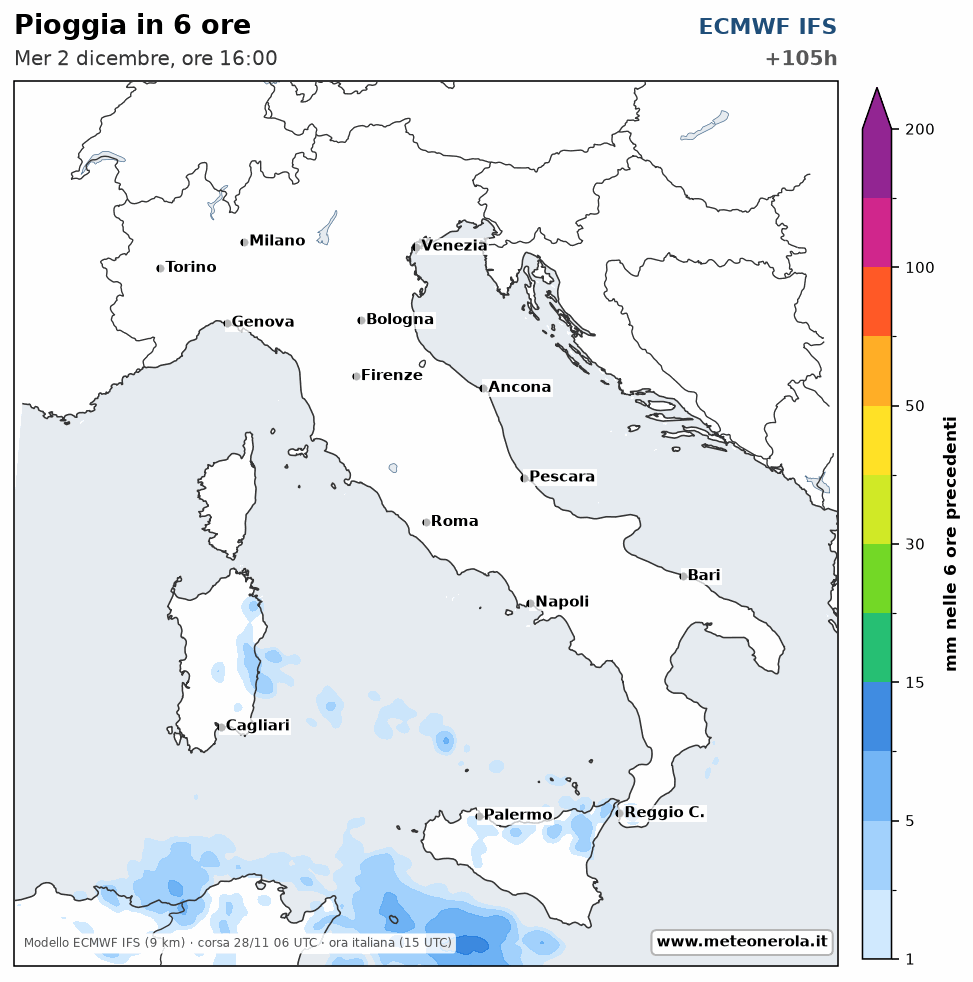 Pioggia in 6 ore
ECMWF IFS
Mer 2 dicembre, ore 16:00
+105h
200
100
50
30
15
5
1
mm nelle 6 ore precedenti
Milano
Venezia
Torino
Genova
Bologna
Firenze
Ancona
Pescara
Roma
Bari
Napoli
Cagliari
Palermo
Reggio C.
Modello ECMWF IFS (9 km) · corsa 28/11 06 UTC · ora italiana (15 UTC)
www.meteonerola.it